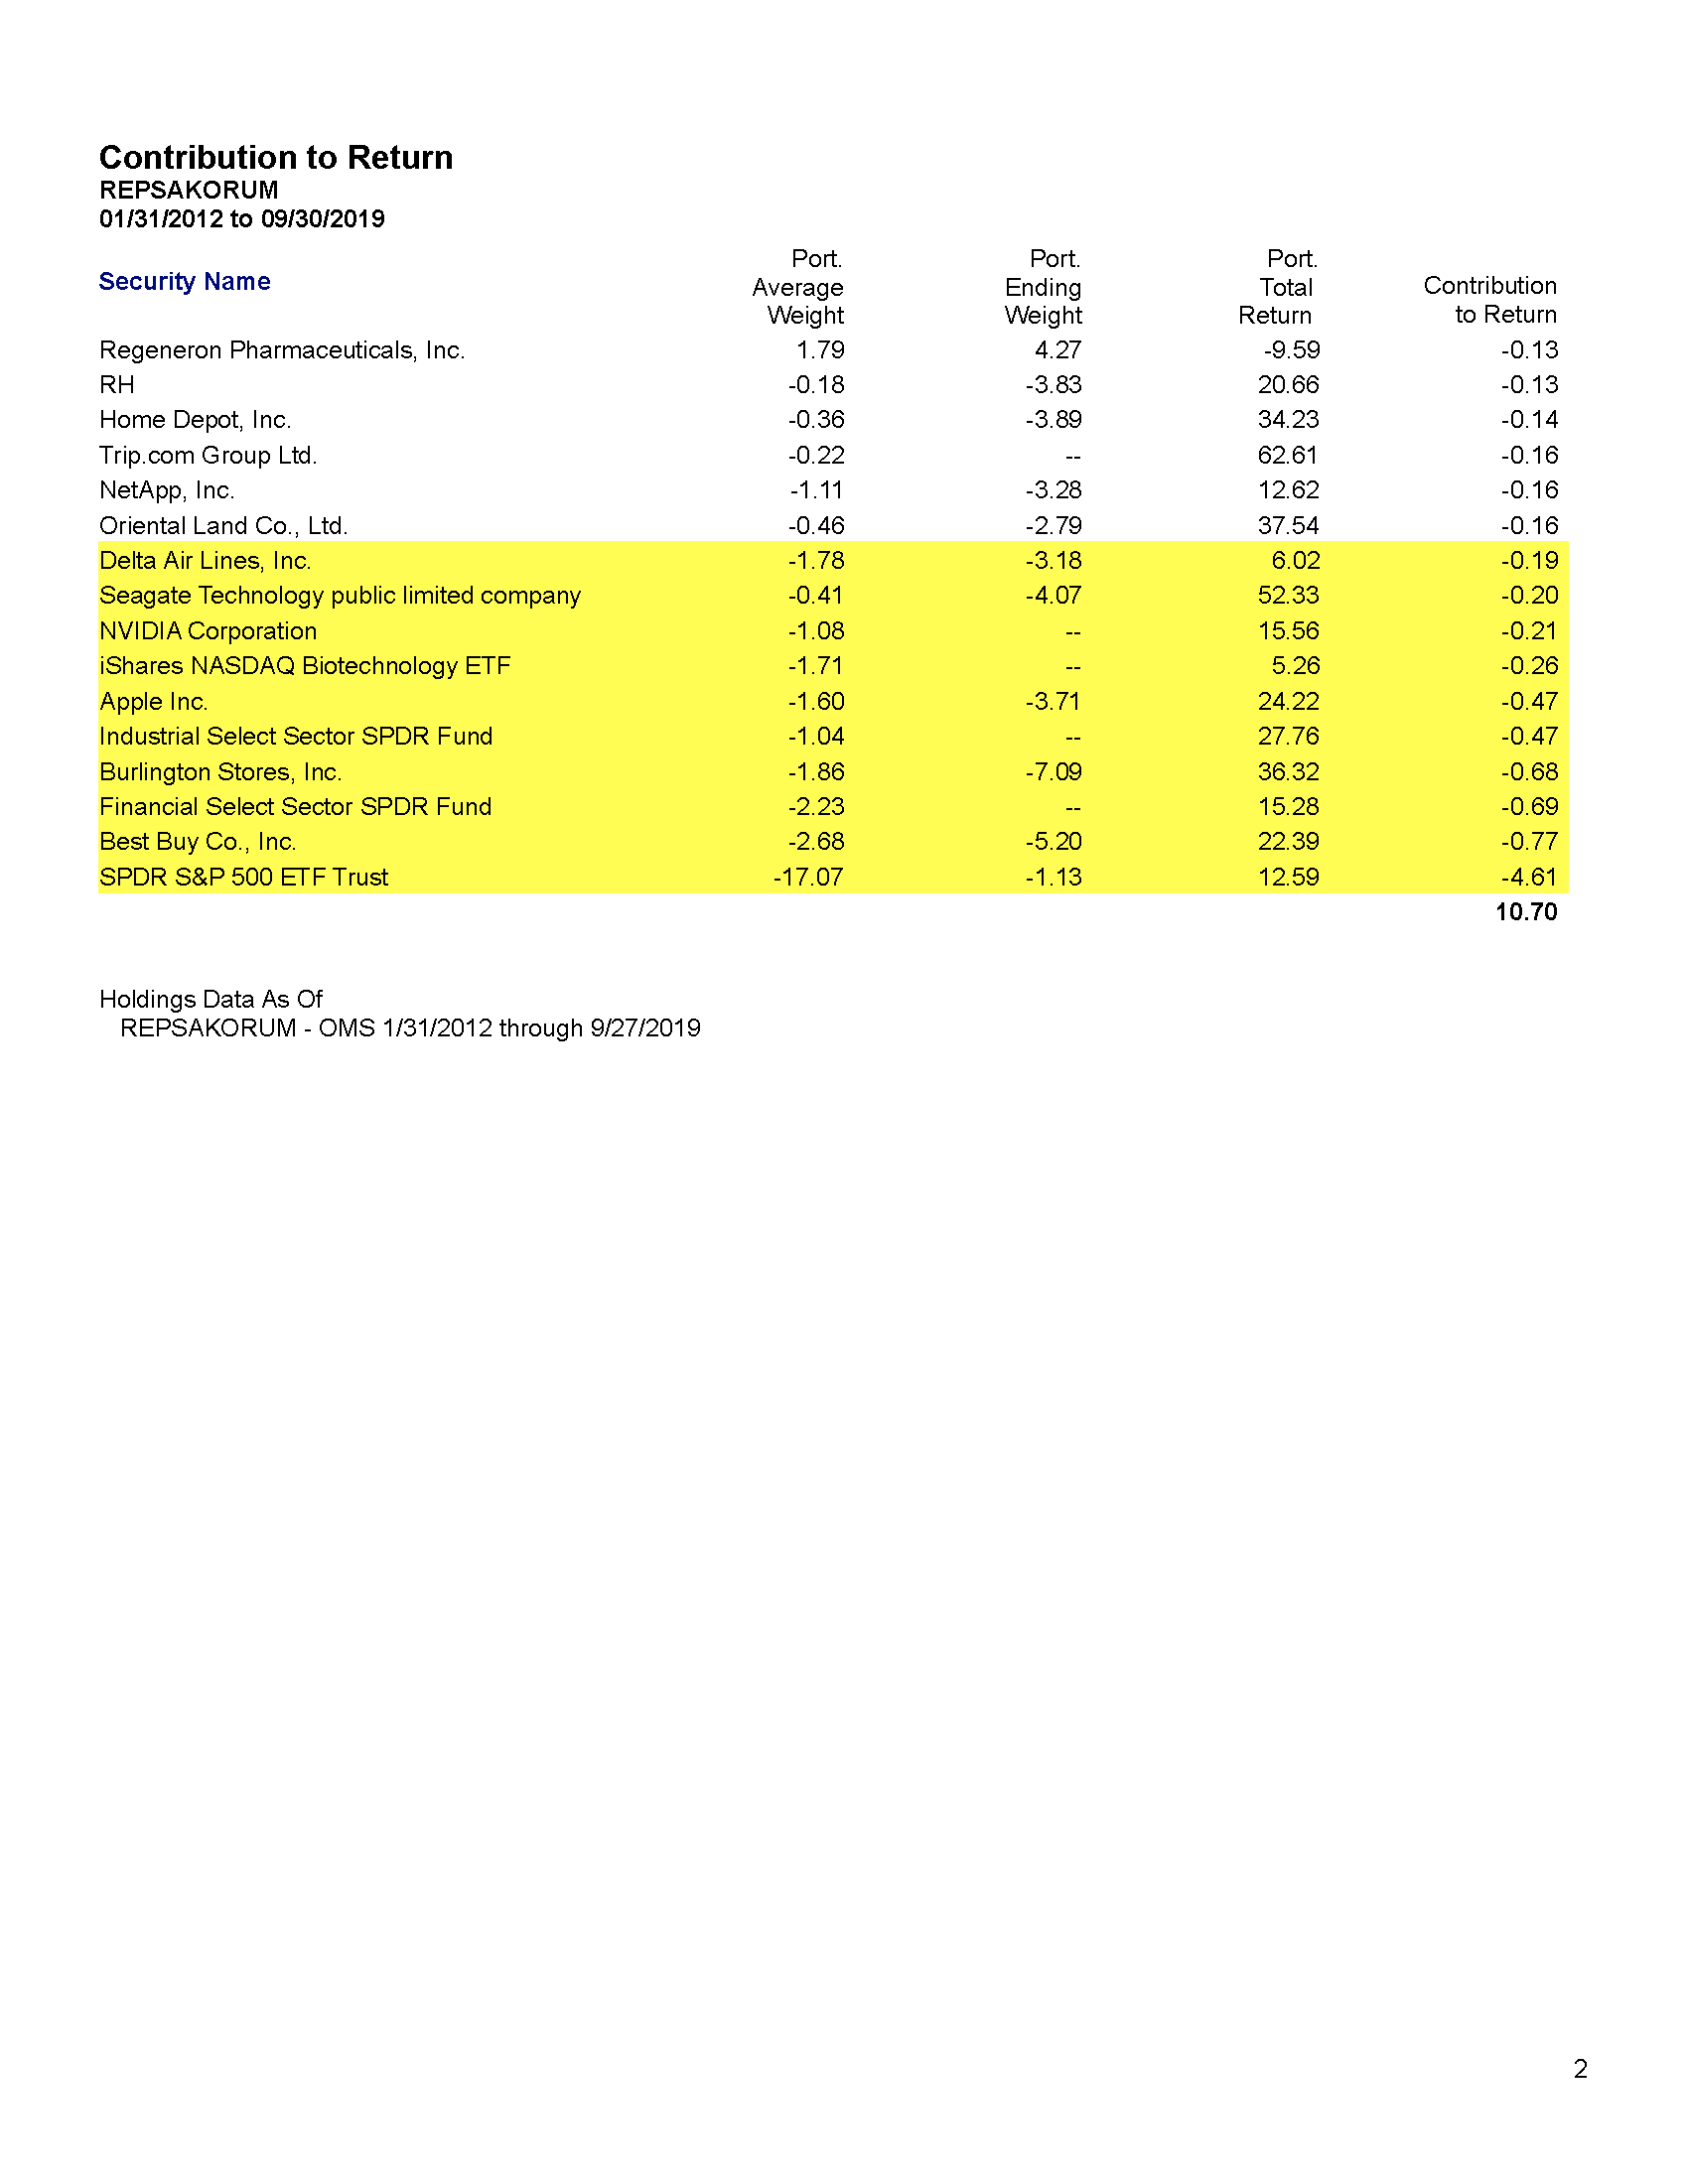 Contribution to Return
REPSAKORUM
01/31/2012 to 09/30/2019
Security Name Port. Average Weight Port. Ending Weight Port. Total Return Contribution to Return
Regeneron Pharmaceuticals, Inc. 1.79 4.27 -9.59 -0.13
RH -0.18 -3.83 20.66 -0.13
Home Depot, Inc. -0.36 -3.89 34.23 -0.14
Trip.com Group Ltd. -0.22 -- 62.61 -0.16
NetApp, Inc. -1.11 -3.28 12.62 -0.16
Oriental Land Co., Ltd. -0.46 -2.79 37.54 -0.16
Delta Air Lines, Inc. -1.78 -3.18 6.02 -0.19
Seagate Technology public limited company -0.41 -4.07 52.33 -0.20
NVIDIA Corporation -1.08 -- 15.56 -0.21
iShares NASDAQ Biotechnology ETF -1.71 -- 5.26 -0.26
Apple Inc. -1.60 -3.71 24.22 -0.47
Industrial Select Sector SPDR Fund -1.04 -- 27.76 -0.47
Burlington Stores, Inc. -1.86 -7.09 36.32 -0.68
Financial Select Sector SPDR Fund -2.23 -- 15.28 -0.69
Best Buy Co., Inc. -2.68 -5.20 22.39 -0.77
SPDR S&P 500 ETF Trust -17.07 -1.13 12.59 -4.61
10.70
Holdings Data As Of
REPSAKORUM - OMS 1/31/2012 through 9/27/2019
2